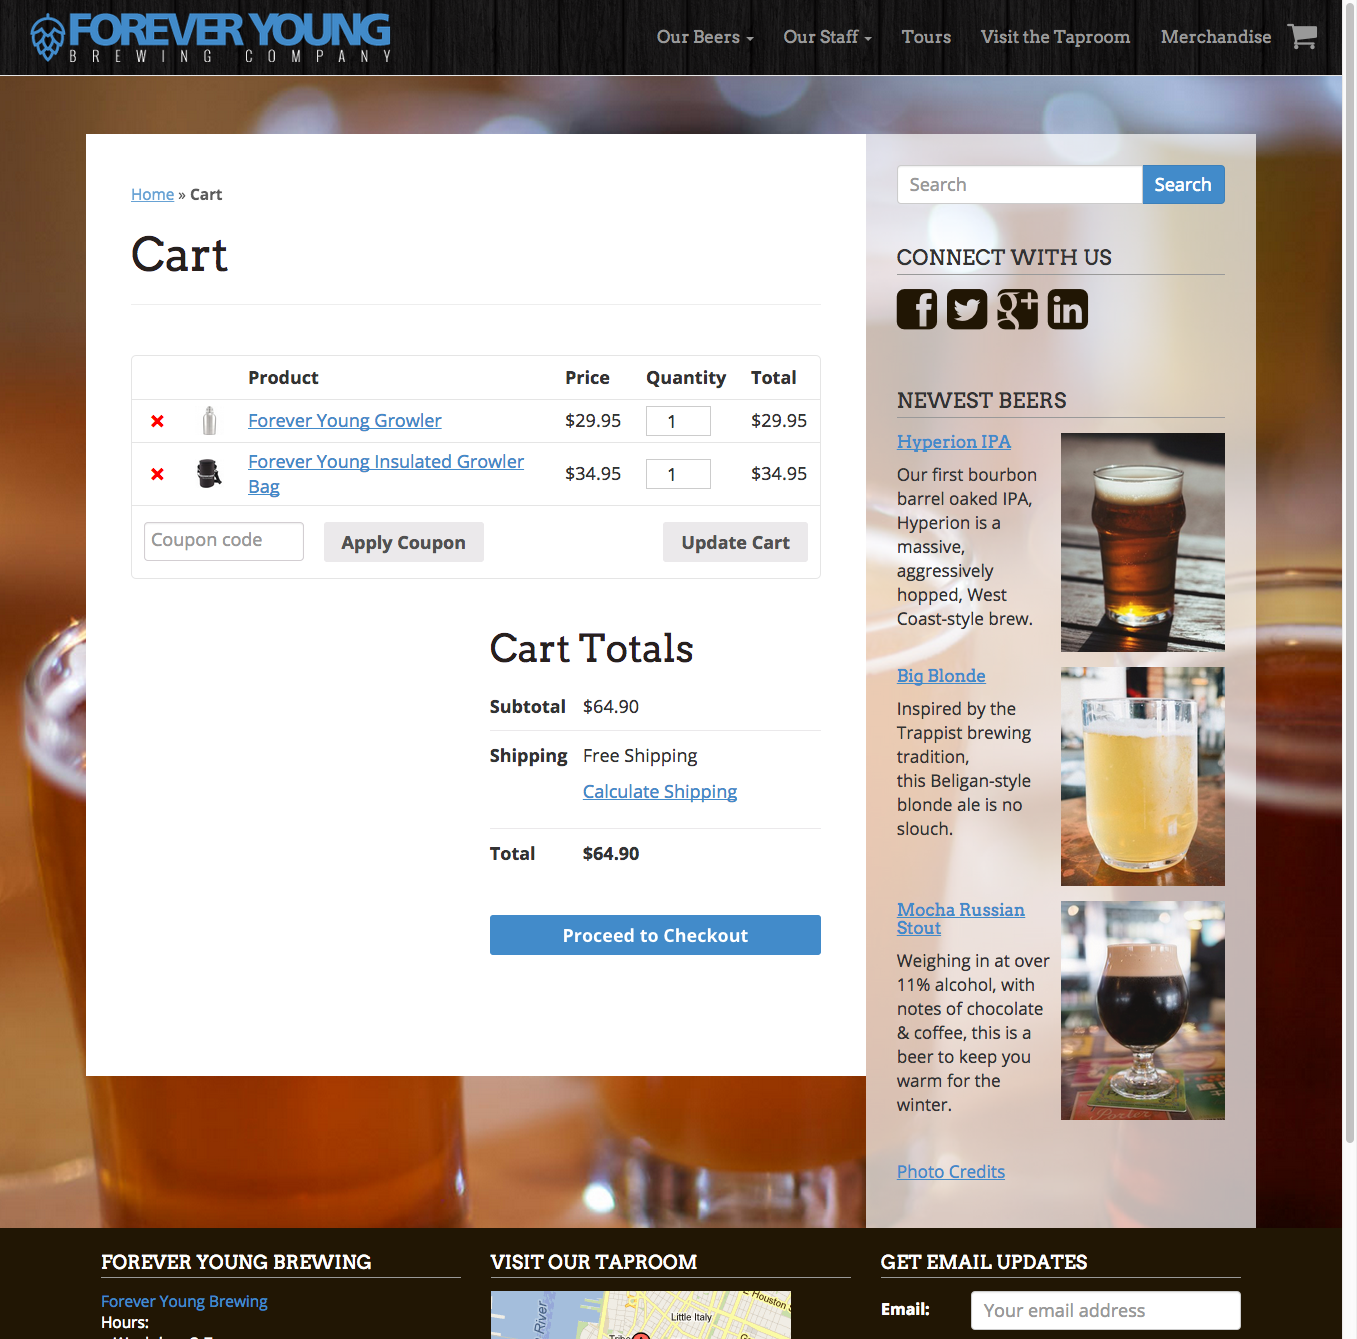 FOREVER YOUNG
BREWING COMPANY
Our Beers
Our Staff
Tours
Visit the Taproom
Merchandise
Home » Cart
Cart
Product Price Quantity Total
Forever Young Growler $29.95 1 $29.95
Forever Young Insulated Growler
Bag $34.95 1 $34.95
Coupon code Apply Coupon Update Cart
Cart Totals
Subtotal $64.90
Shipping Free Shipping
Calculate Shipping
Total $64.90
Proceed to Checkout
Search Search
CONNECT WITH US
NEWEST BEERS
Hyperion IPA
Our first bourbon
barrel oaked IPA,
Hyperion is a
massive,
aggressively
hopped, West
Coast-style brew.
Big Blonde
Inspired by the
Trappist brewing
tradition,
this Beligan-style
blonde ale is no
slouch.
Mocha Russian
Stout
Weighing in at over
11% alcohol, with
notes of chocolate
& coffee, this is a
beer to keep you
warm for the
winter.
Photo Credits
FOREVER YOUNG BREWING
Forever Young Brewing
Hours:
VISIT OUR TAPROOM
E Houston S
Little Italy
River
GET EMAIL UPDATES
Email: Your email address